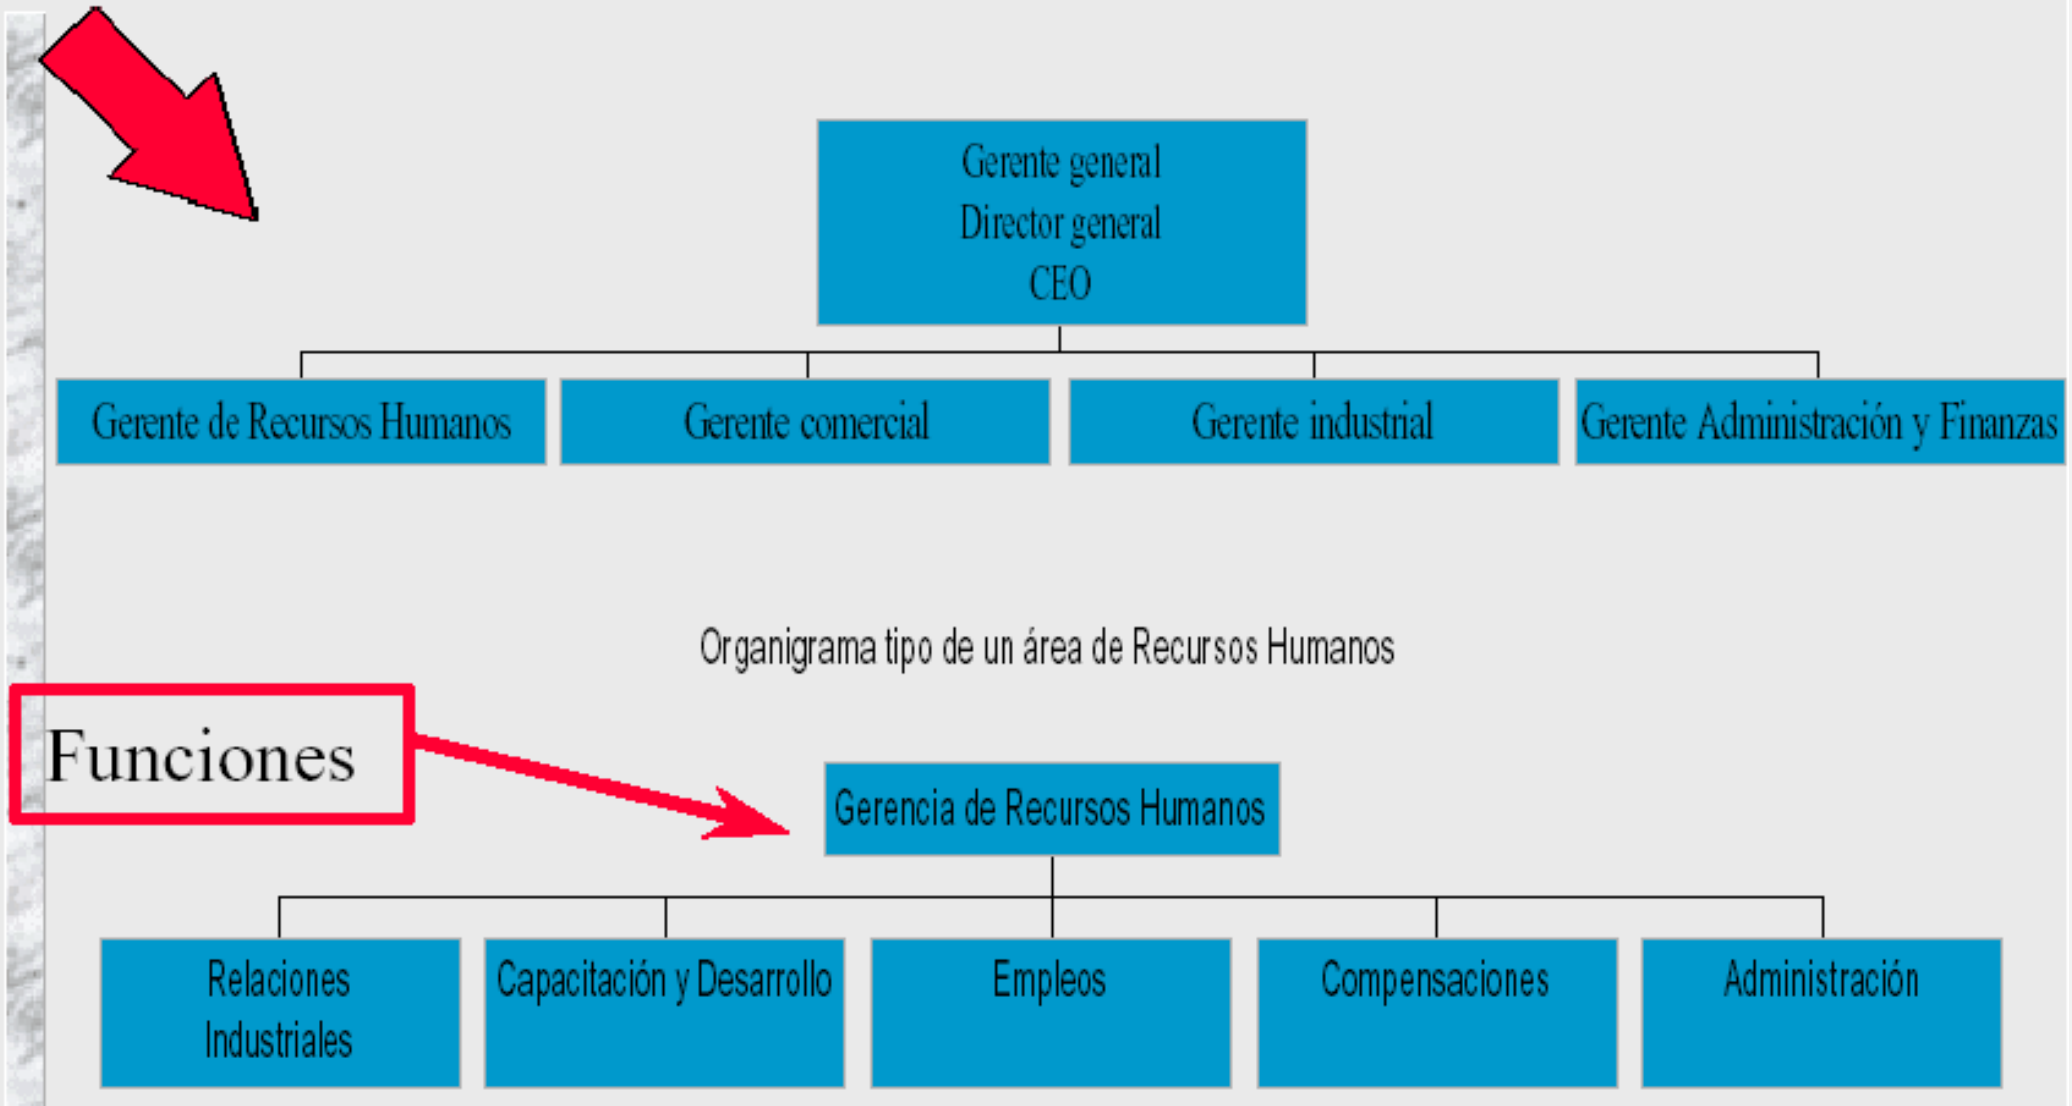 Gerente general
Director general
CEO
Gerente de Recursos Humanos
Gerente comercial
Gerente industrial
Gerente Administración y Finanzas
Organigrama tipo de un área de Recursos Humanos
Funciones
Gerencia de Recursos Humanos
Relaciones
Industriales
Capacitación y Desarrollo
Empleos
Compensaciones
Administración